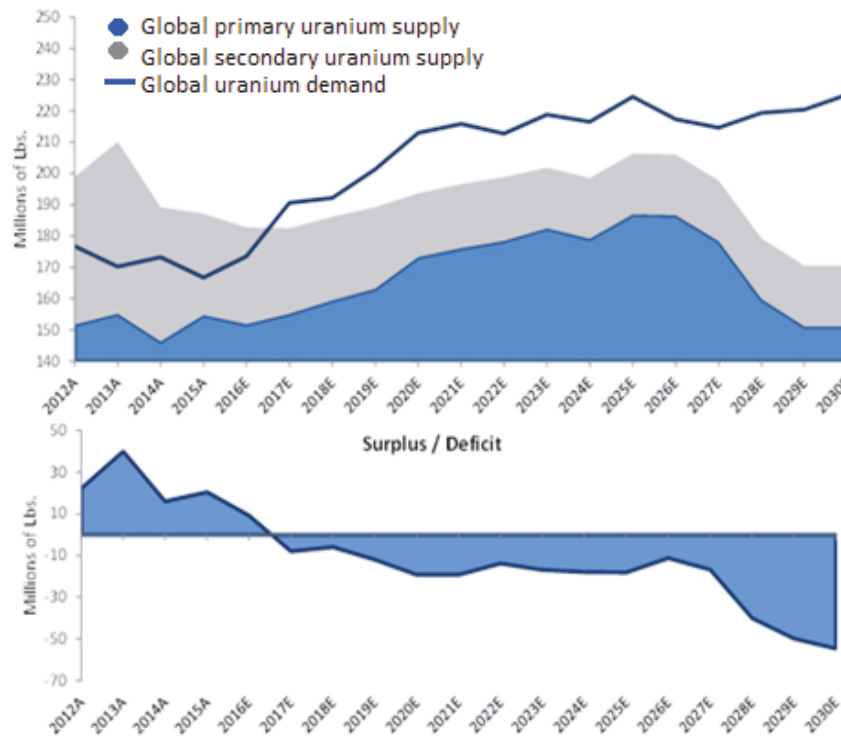 Global primary uranium supply
Global secondary uranium supply
Global uranium demand
Millions of Lbs.
250
240
230
220
210
200
190
180
170
160
150
140
2012A
2013A
2014A
2015A
2016E
2017E
2018E
2019E
2020E
2021E
2022E
2023E
2024E
2025E
2026E
2027E
2028E
2029E
2030
Surplus / Deficit
Millions of Lbs.
50
30
10
-10
-30
-50
-70
2012A
2013A
2014A
2015A
2016E
2017E
2018E
2019E
2020E
2021E
2022E
2023E
2024E
2025E
2026E
2027E
2028E
2029E
2030E